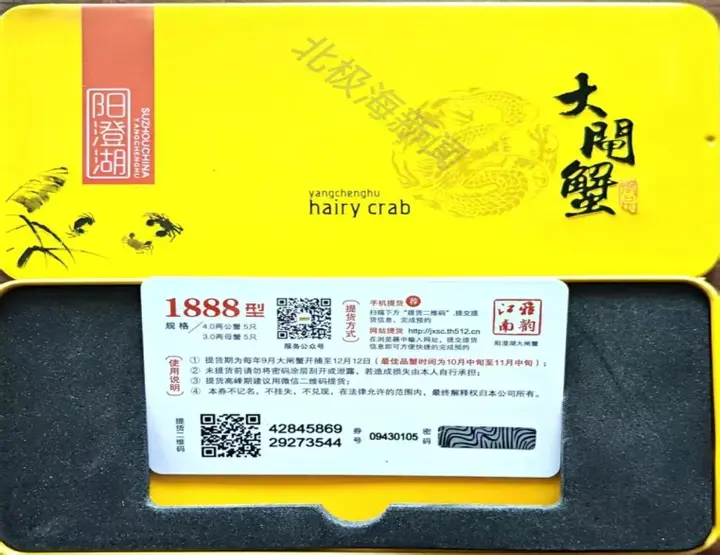 北极海新闻
阳澄湖
SUZHOUCHINA
YANGCHENGHU
yangchenghu
hairy crab
大闸蟹
1888型
规格
4.0两公蟹 5只
3.0两母蟹 5只
服务公众号
提货方式
手机提货 荐
扫描下方“提货二维码”,提交提
货信息,完成预约
网站提货 http://jxsc.th512.cn
在浏览器中输入网址,提交提货
信息即可方便快捷的完成预约
江南雅韵
阳澄湖大闸蟹
使用说明
① 提货期为每年9月大闸蟹开捕至12月12日(最佳品蟹时间为10月中旬至11月中旬);
② 未提货前请勿将密码涂层刮开或泄露,若造成损失由本人自行承担;
③ 提货高峰期建议用微信二维码提货;
④ 本券不记名,不挂失,不兑现,在法律允许的范围内,最终解释权归本公司所有。
提货二维码
42845869
29273544
券号
09430105
密码